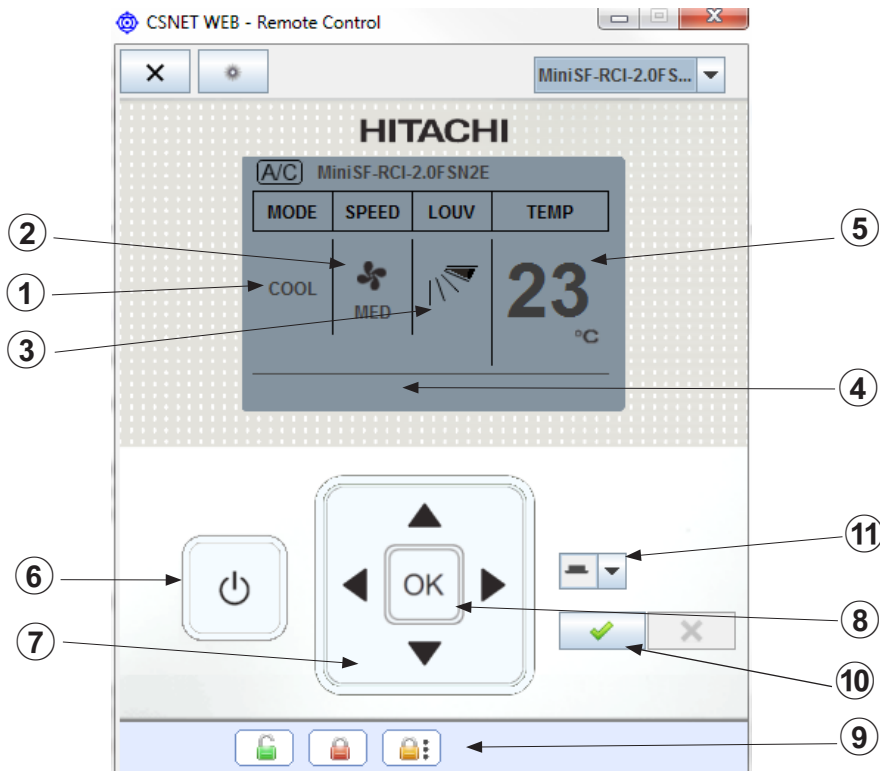 CSNET WEB - Remote Control
MiniSF-RCI-2.0FS...
HITACHI
A/C MiniSF-RCI-2.0FSN2E
MODE SPEED LOUV TEMP
2
5
1
COOL
23
MED
3
°C
4
11
6
OK
8
7
10
9